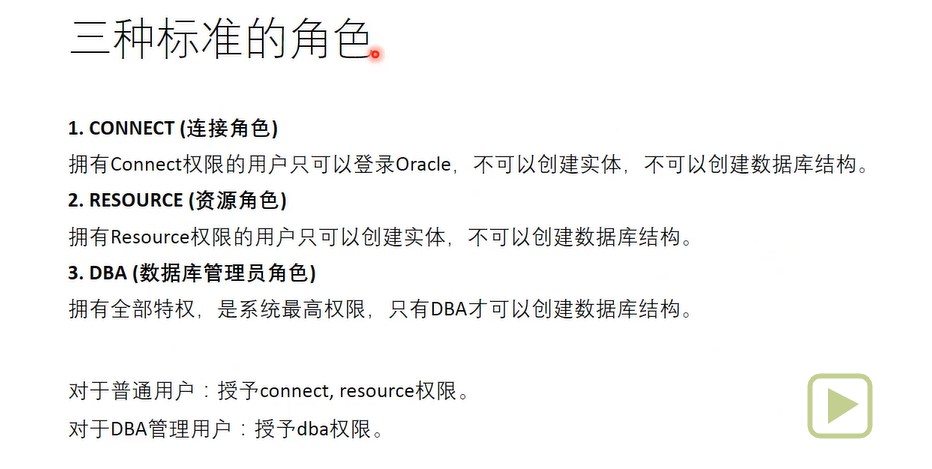 三种标准的角色
1. CONNECT (连接角色)
拥有Connect权限的用户只可以登录Oracle，不可以创建实体，不可以创建数据库结构。
2. RESOURCE (资源角色)
拥有Resource权限的用户只可以创建实体，不可以创建数据库结构。
3. DBA (数据库管理员角色)
拥有全部特权，是系统最高权限，只有DBA才可以创建数据库结构。
对于普通用户：授予connect, resource权限。
对于DBA管理用户：授予dba权限。